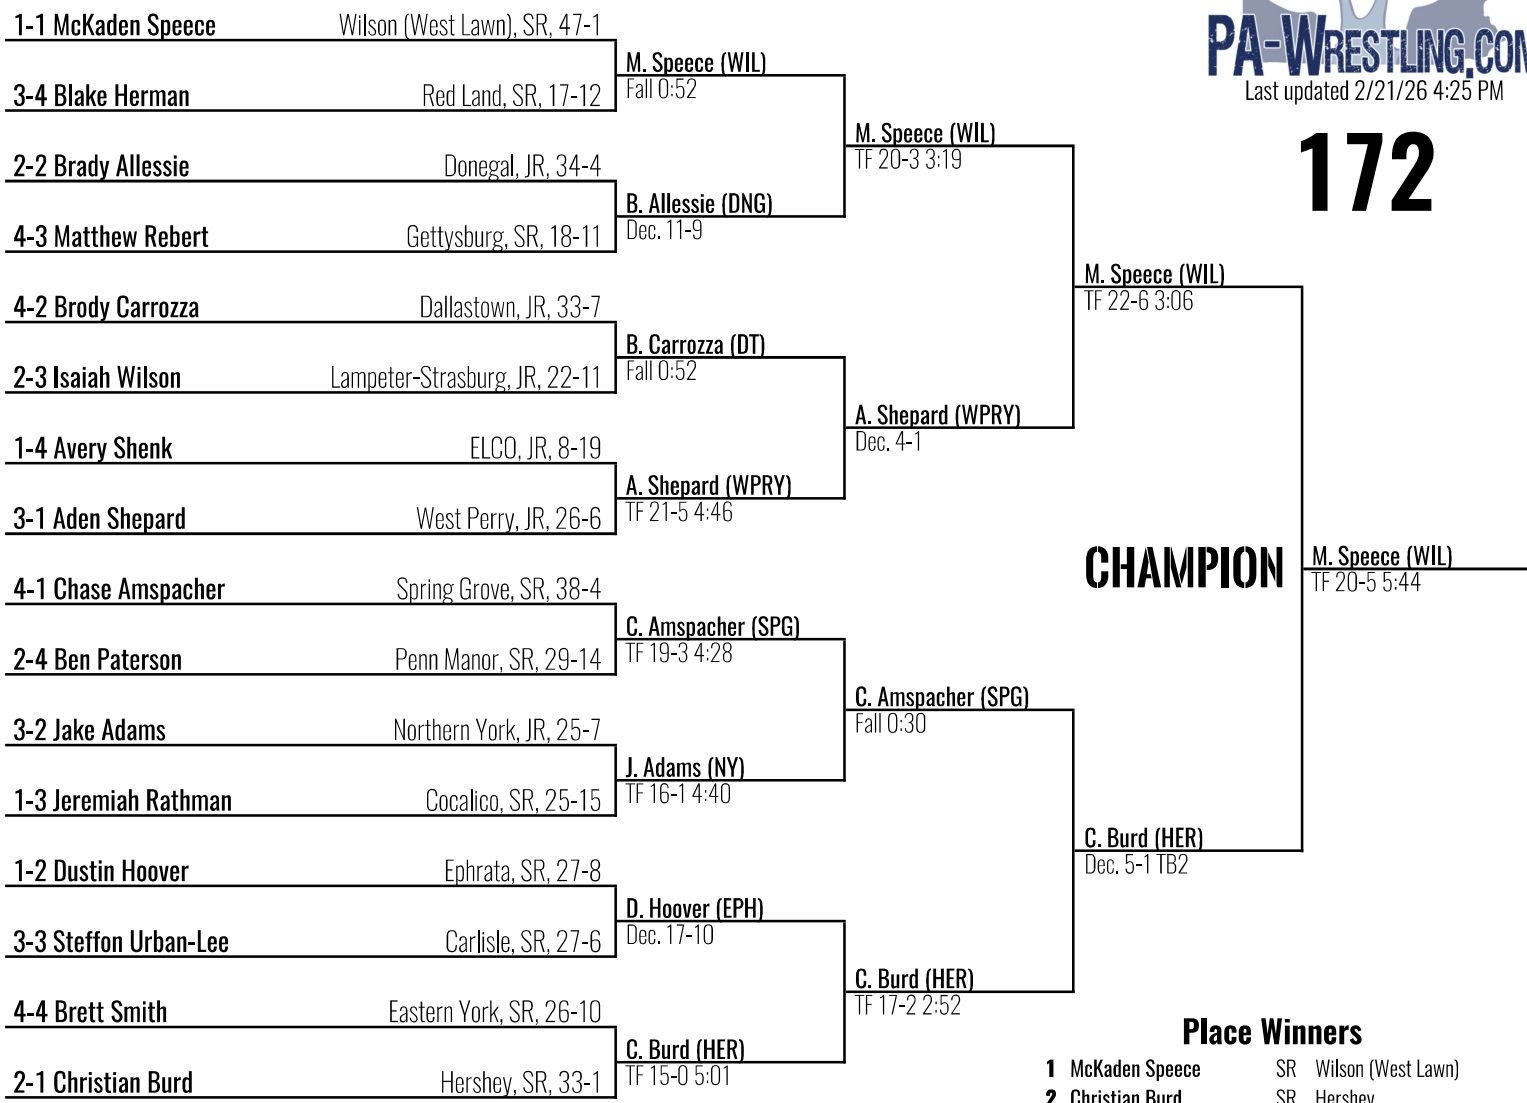 PA-WRESTLING.COM
Last updated 2/21/26 4:25 PM
172
1-1 McKaden Speece Wilson (West Lawn), SR, 47-1
3-4 Blake Herman Red Land, SR, 17-12
2-2 Brady Allessie Donegal, JR, 34-4
4-3 Matthew Rebert Gettysburg, SR, 18-11
4-2 Brody Carrozza Dallastown, JR, 33-7
2-3 Isaiah Wilson Lampeter-Strasburg, JR, 22-11
1-4 Avery Shenk ELCO, JR, 8-19
3-1 Aden Shepard West Perry, JR, 26-6
4-1 Chase Amspacher Spring Grove, SR, 38-4
2-4 Ben Paterson Penn Manor, SR, 29-14
3-2 Jake Adams Northern York, JR, 25-7
1-3 Jeremiah Rathman Cocalico, SR, 25-15
1-2 Dustin Hoover Ephrata, SR, 27-8
3-3 Steffon Urban-Lee Carlisle, SR, 27-6
4-4 Brett Smith Eastern York, SR, 26-10
2-1 Christian Burd Hershey, SR, 33-1
M. Speece (WIL)
Fall 0:52
B. Allessie (DNG)
Dec. 11-9
B. Carrozza (DT)
Fall 0:52
A. Shepard (WPRY)
TF 21-5 4:46
C. Amspacher (SPG)
TF 19-3 4:28
J. Adams (NY)
TF 16-1 4:40
D. Hoover (EPH)
Dec. 17-10
C. Burd (HER)
TF 15-0 5:01
M. Speece (WIL)
TF 20-3 3:19
A. Shepard (WPRY)
Dec. 4-1
C. Amspacher (SPG)
Fall 0:30
C. Burd (HER)
TF 17-2 2:52
M. Speece (WIL)
TF 22-6 3:06
C. Burd (HER)
Dec. 5-1 TB2
CHAMPION
M. Speece (WIL)
TF 20-5 5:44
Place Winners
1 McKaden Speece SR Wilson (West Lawn)
2 Christian Burd SR Hershey